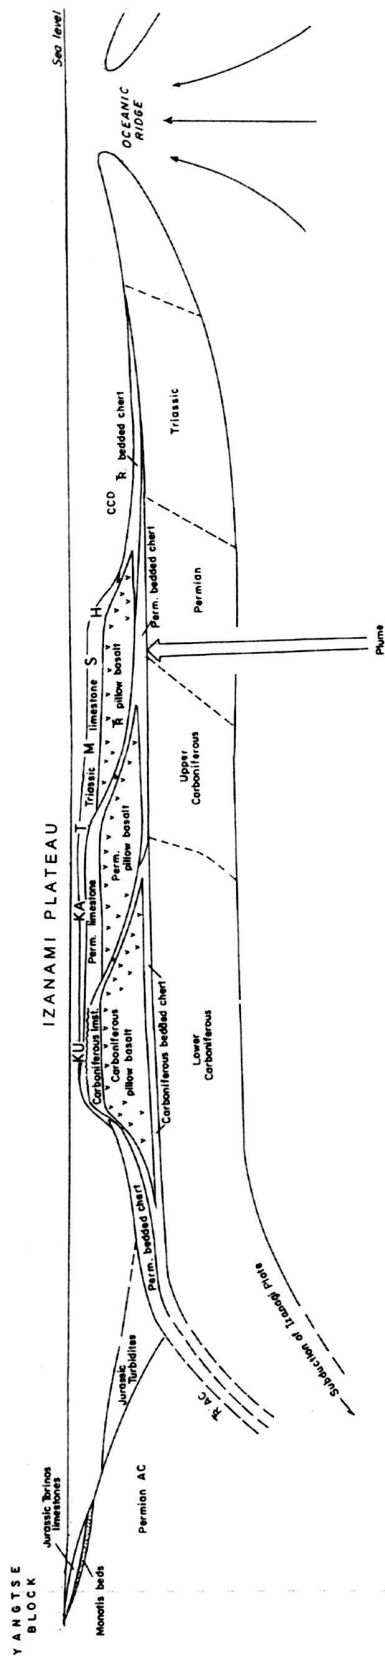 YANGTSE
BLOCK
IZANAMI PLATEAU
Sea level
Jurassic Torinos
limestones
Monotis beds
Permian AC
Jurassic
Turbidites
Ŧ AC
Perm. bedded chert
Subduction of Izanagi Plate
KU
KA
T
M
S
H
Carboniferous lmst.
Perm. limestone
Triassic
limestone
Carboniferous
pillow basalt
Perm.
pillow basalt
Ŧ
pillow basalt
CCD
Carboniferous bedded chert
Perm. bedded chert
Ŧ bedded chert
Lower
Carboniferous
Upper
Carboniferous
Permian
Triassic
OCEANIC
RIDGE
Plume